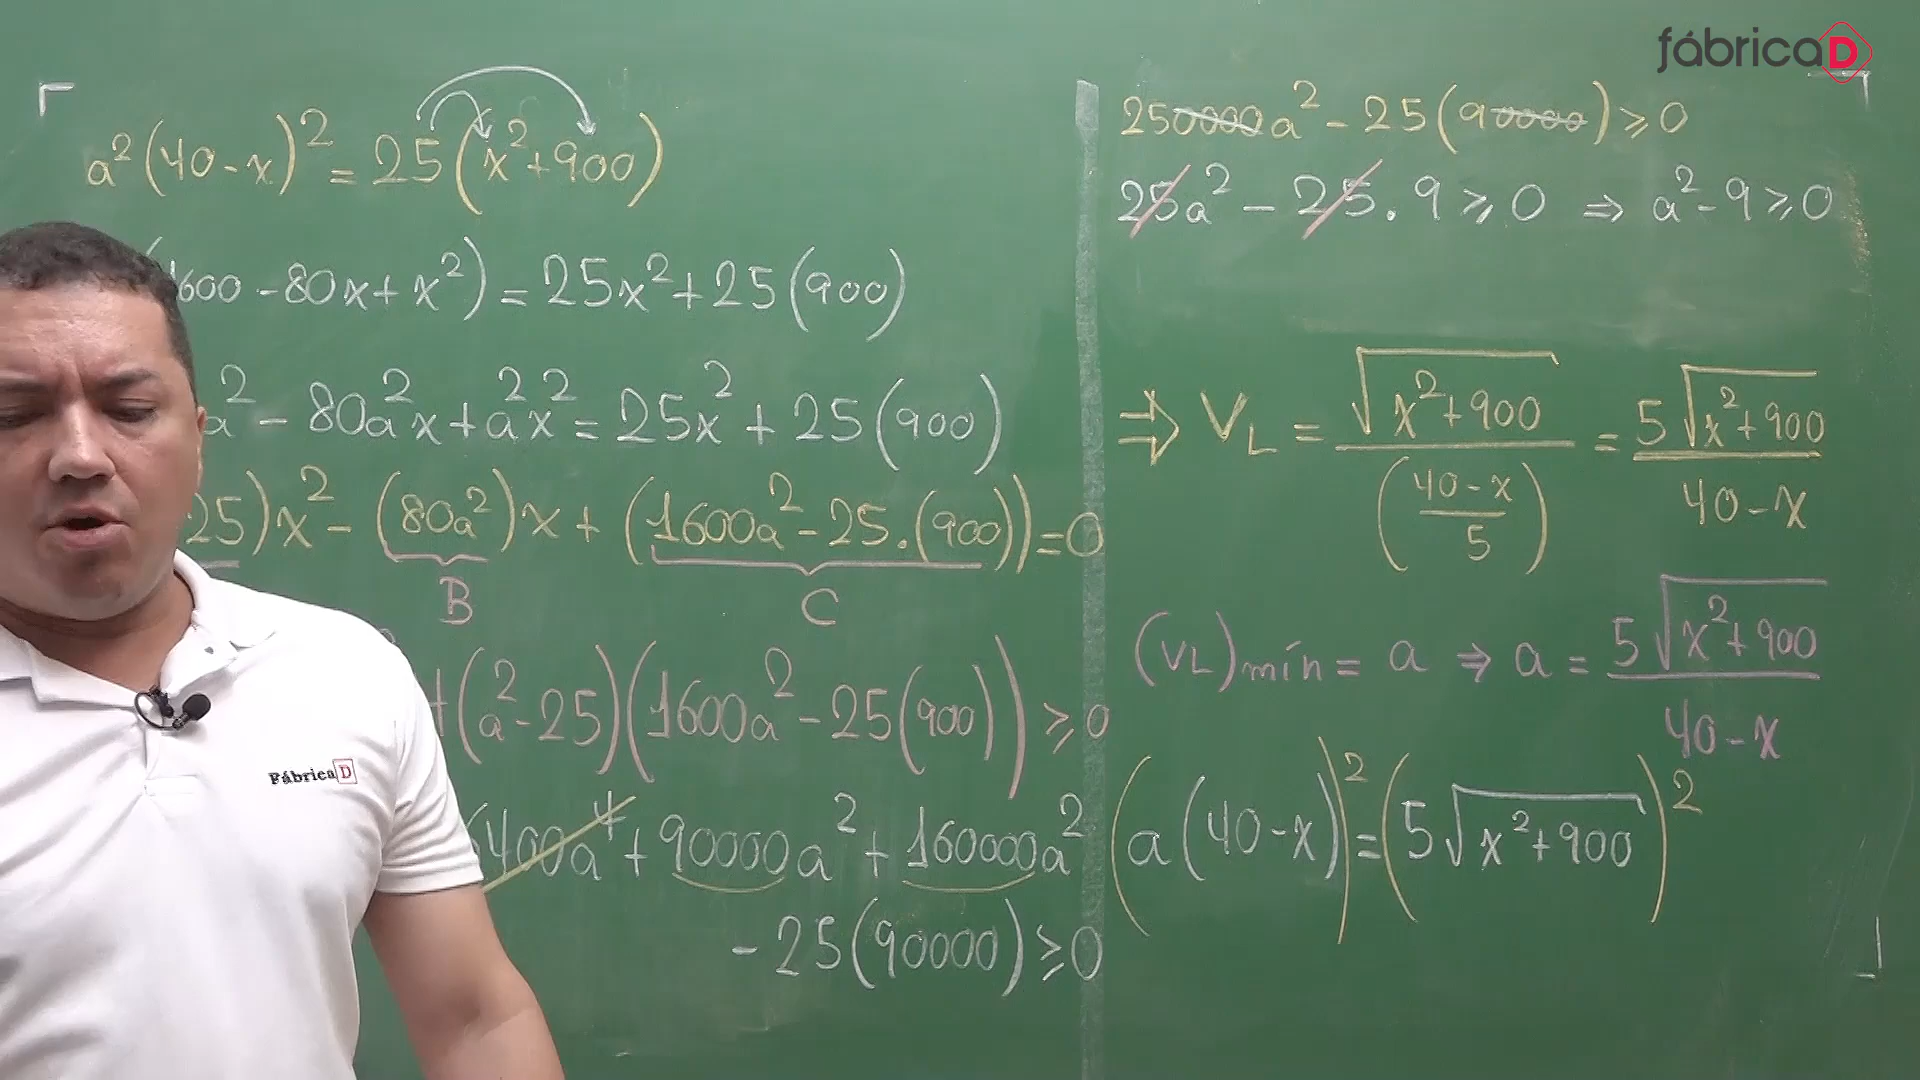 fábricaD
a²(40-x)² = 25(x²+900)
600 - 80x + x²) = 25x² + 25(900)
a² - 80a²x + a²x² = 25x² + 25(900)
25)x² - (80a²)x + (1600a² - 25.(900)) = 0
B C
(a² - 25)(1600a² - 25(900)) ≥ 0
400a⁴ + 90000a² + 160000a²
- 25(90000) ≥ 0
250000a² - 25(90000) ≥ 0
25a² - 25.9 ≥ 0 ⇒ a² - 9 ≥ 0
⇒ VL = √(x²+900) / ((40-x)/5) = 5√(x²+900) / (40-x)
(VL)mín = a ⇒ a = 5√(x²+900) / (40-x)
(a(40-x))² = (5√(x²+900))²
FábricaD